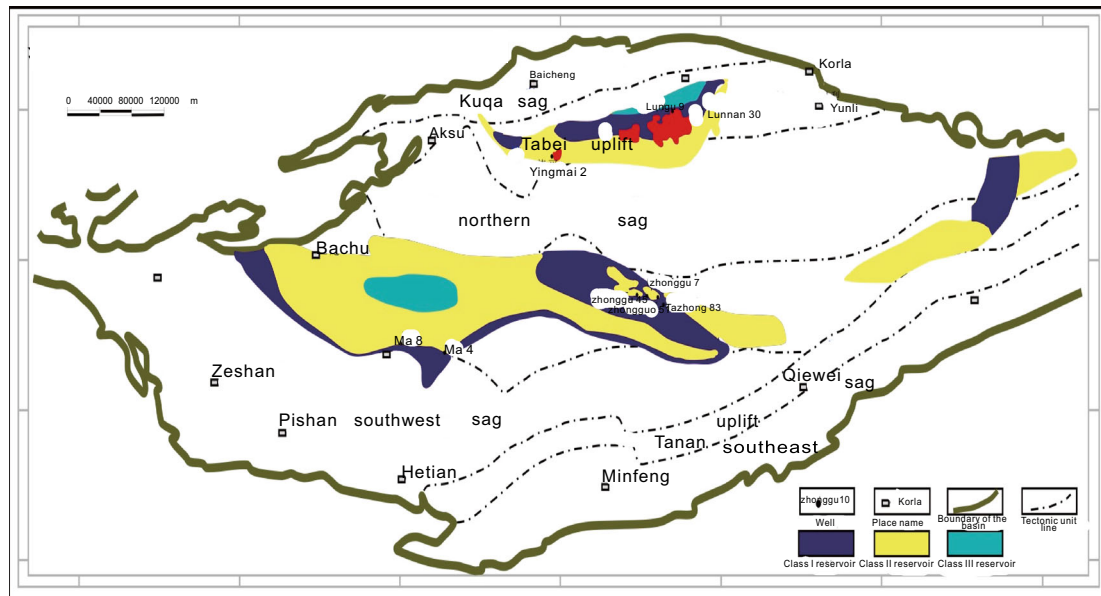 Korla
Baicheng
0 40000 80000 120000 m
Kuqa sag
Lungu 9
Yunli
Lunnan 30
Aksu
Tabei uplift
Yingmai 2
northern sag
Bachu
zhonggu 7
zhonggu 45
Tazhong 83
Ma 8
Ma 4
Zeshan
Qiewei sag
Pishan southwest sag
uplift
Tanan
southeast
Hetian
Minfeng
zhonggu10
Korla
Well
Place name
Boundary of the
basin
Tectonic unit
line
Class I reservoir
Class II reservoir
Class III reservoir